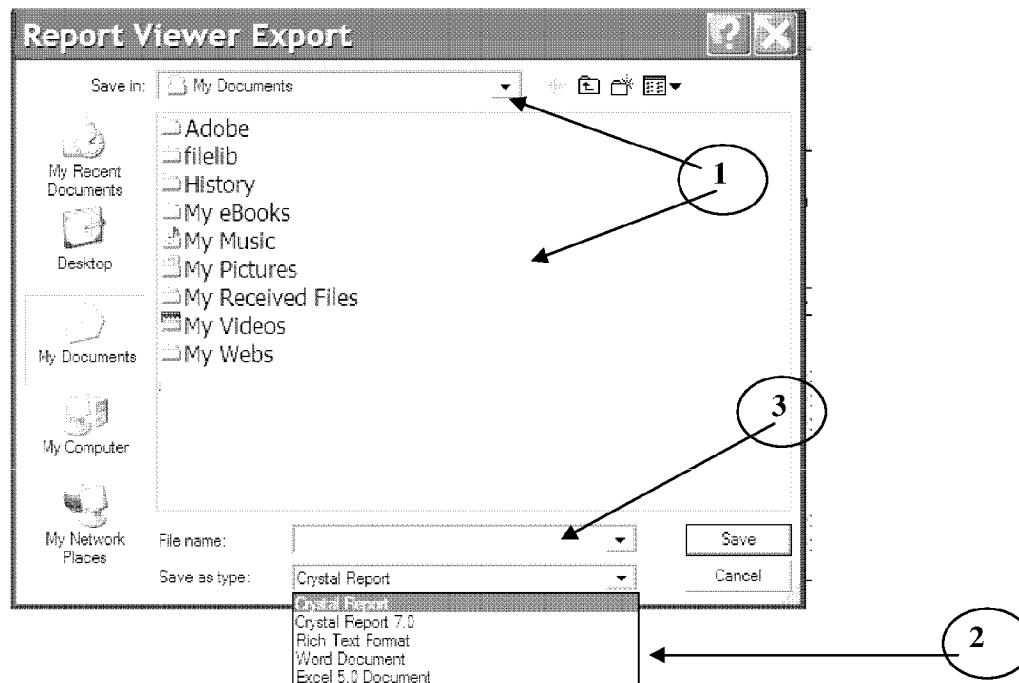 Report Viewer Export
Save in:
My Documents
Adobe
filelib
History
My eBooks
My Music
My Pictures
My Received Files
My Videos
My Webs
My Recent
Documents
Desktop
My Documents
My Computer
My Network
Places
1
3
File name:
Save
Save as type:
Crystal Report
Cancel
Crystal Report
Crystal Report 7.0
Rich Text Format
Word Document
Excel 5.0 Document
2